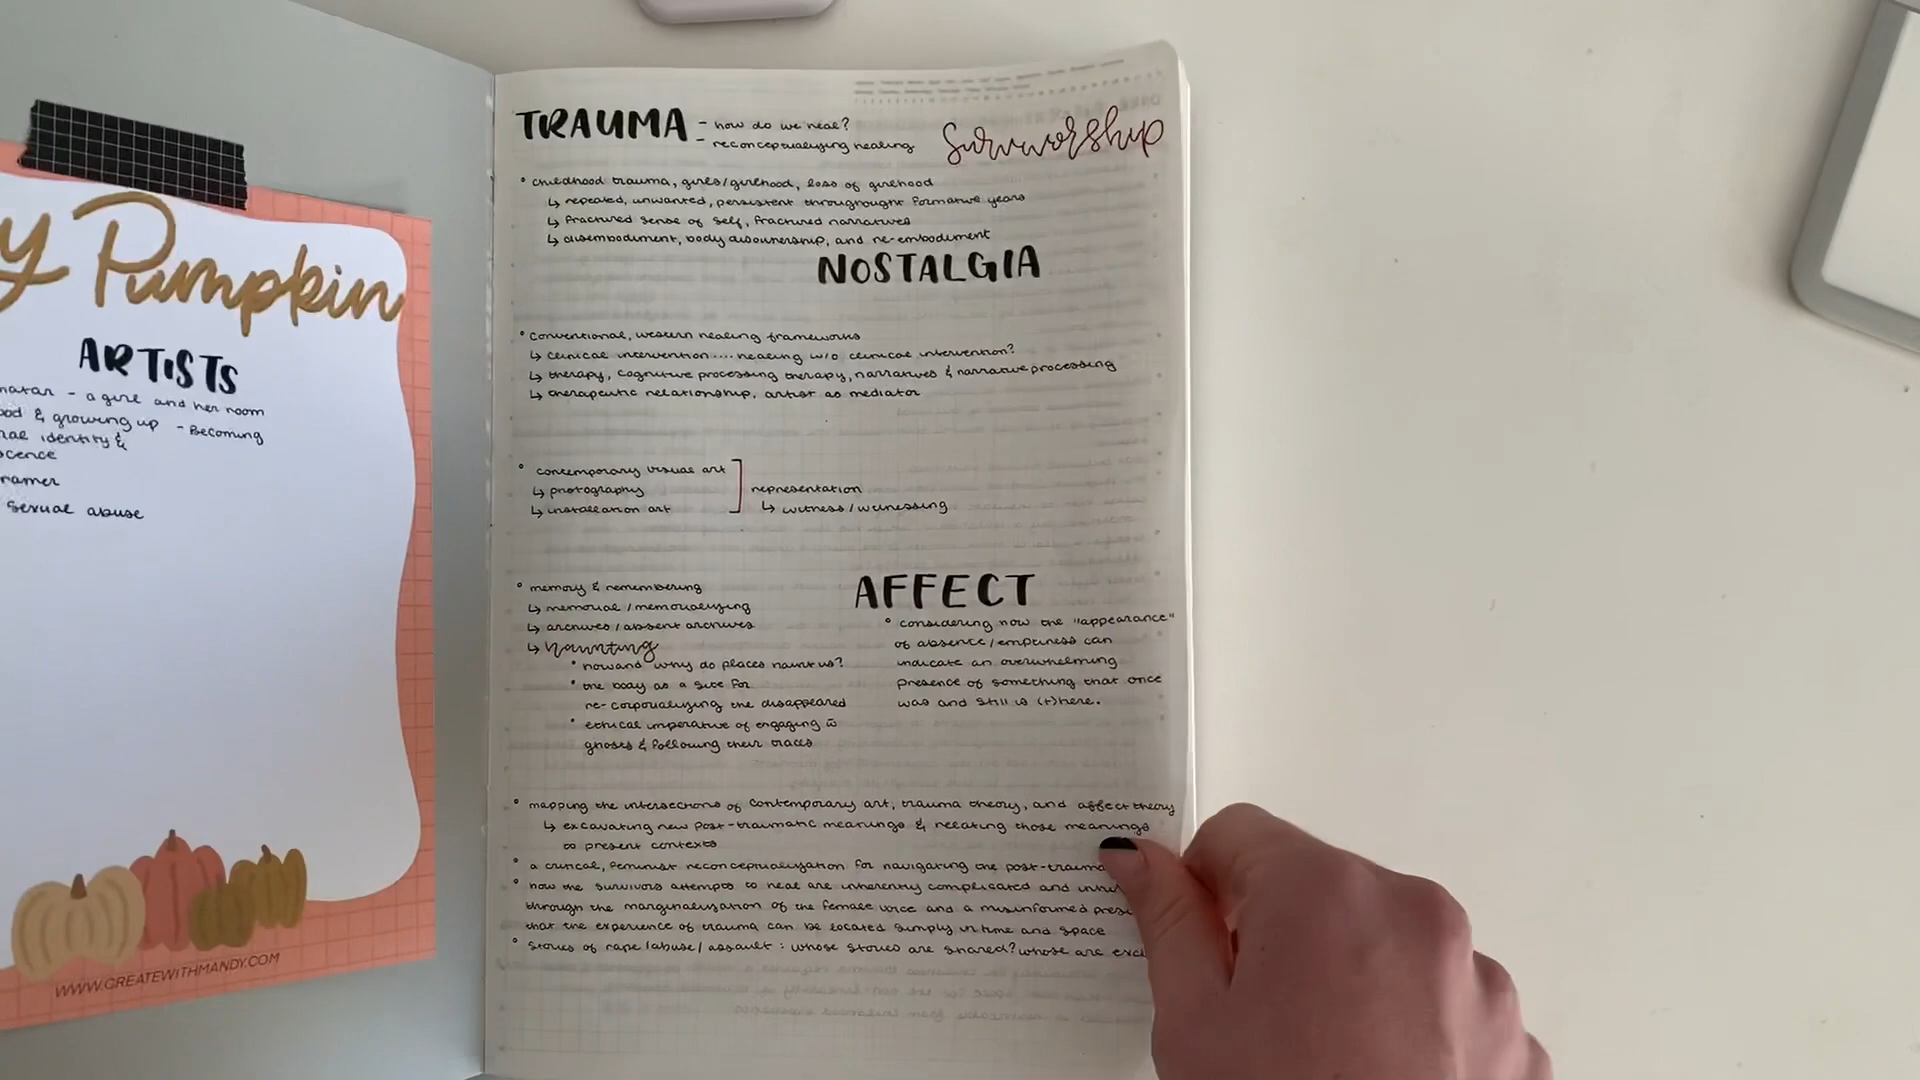 y Pumpkin
ARTISTS
matar - a girl and her room
ood & growing up - Becoming
nal identity &
scence
ramer
sexual abuse
WWW.CREATEWITHMANDY.COM
TRAUMA - how do we heal?
- reconceptualizing healing
Survivorship
• childhood trauma, girls/girlhood, loss of girlhood
↳ repeated, unwanted, persistent throughought formative years
↳ fractured sense of self, fractured narratives
↳ disembodiment, body disownership, and re-embodiment
NOSTALGIA
• conventional, western healing frameworks
↳ clinical intervention.... healing w/o clinical intervention?
↳ therapy, cognitive processing therapy, narratives & narrative processing
↳ therapeutic relationship, artist as mediator
• contemporary visual art
↳ photography
↳ installation art
representation
↳ witness/witnessing
• memory & remembering
↳ memorial/memorializing
↳ archives/absent archives
↳ haunting
• how and why do places haunt us?
• the body as a site for
re-corporializing the disappeared
• ethical imperative of engaging w̄
ghosts & following their traces
AFFECT
• considering how the "appearance"
of absence/emptiness can
indicate an overwhelming
presence of something that once
was and still is (t)here.
• mapping the intersections of contemporary art, trauma theory, and affect theory
↳ excavating new post-traumatic meanings & relating those meanings
to present contexts
• a critical, feminist reconceptualization for navigating the post-trauma
• how the survivors attempts to heal are inherently complicated and
through the marginalization of the female voice and a misinformed
that the experience of trauma can be located simply in time and space
• stories of rape/abuse/assault: whose stories are shared? whose are excl